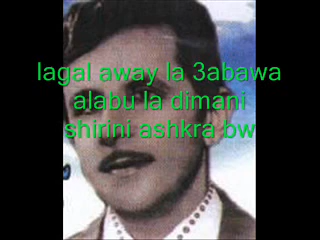 lagal away la 3abawa
alabu la dimani
shirini ashkra bw